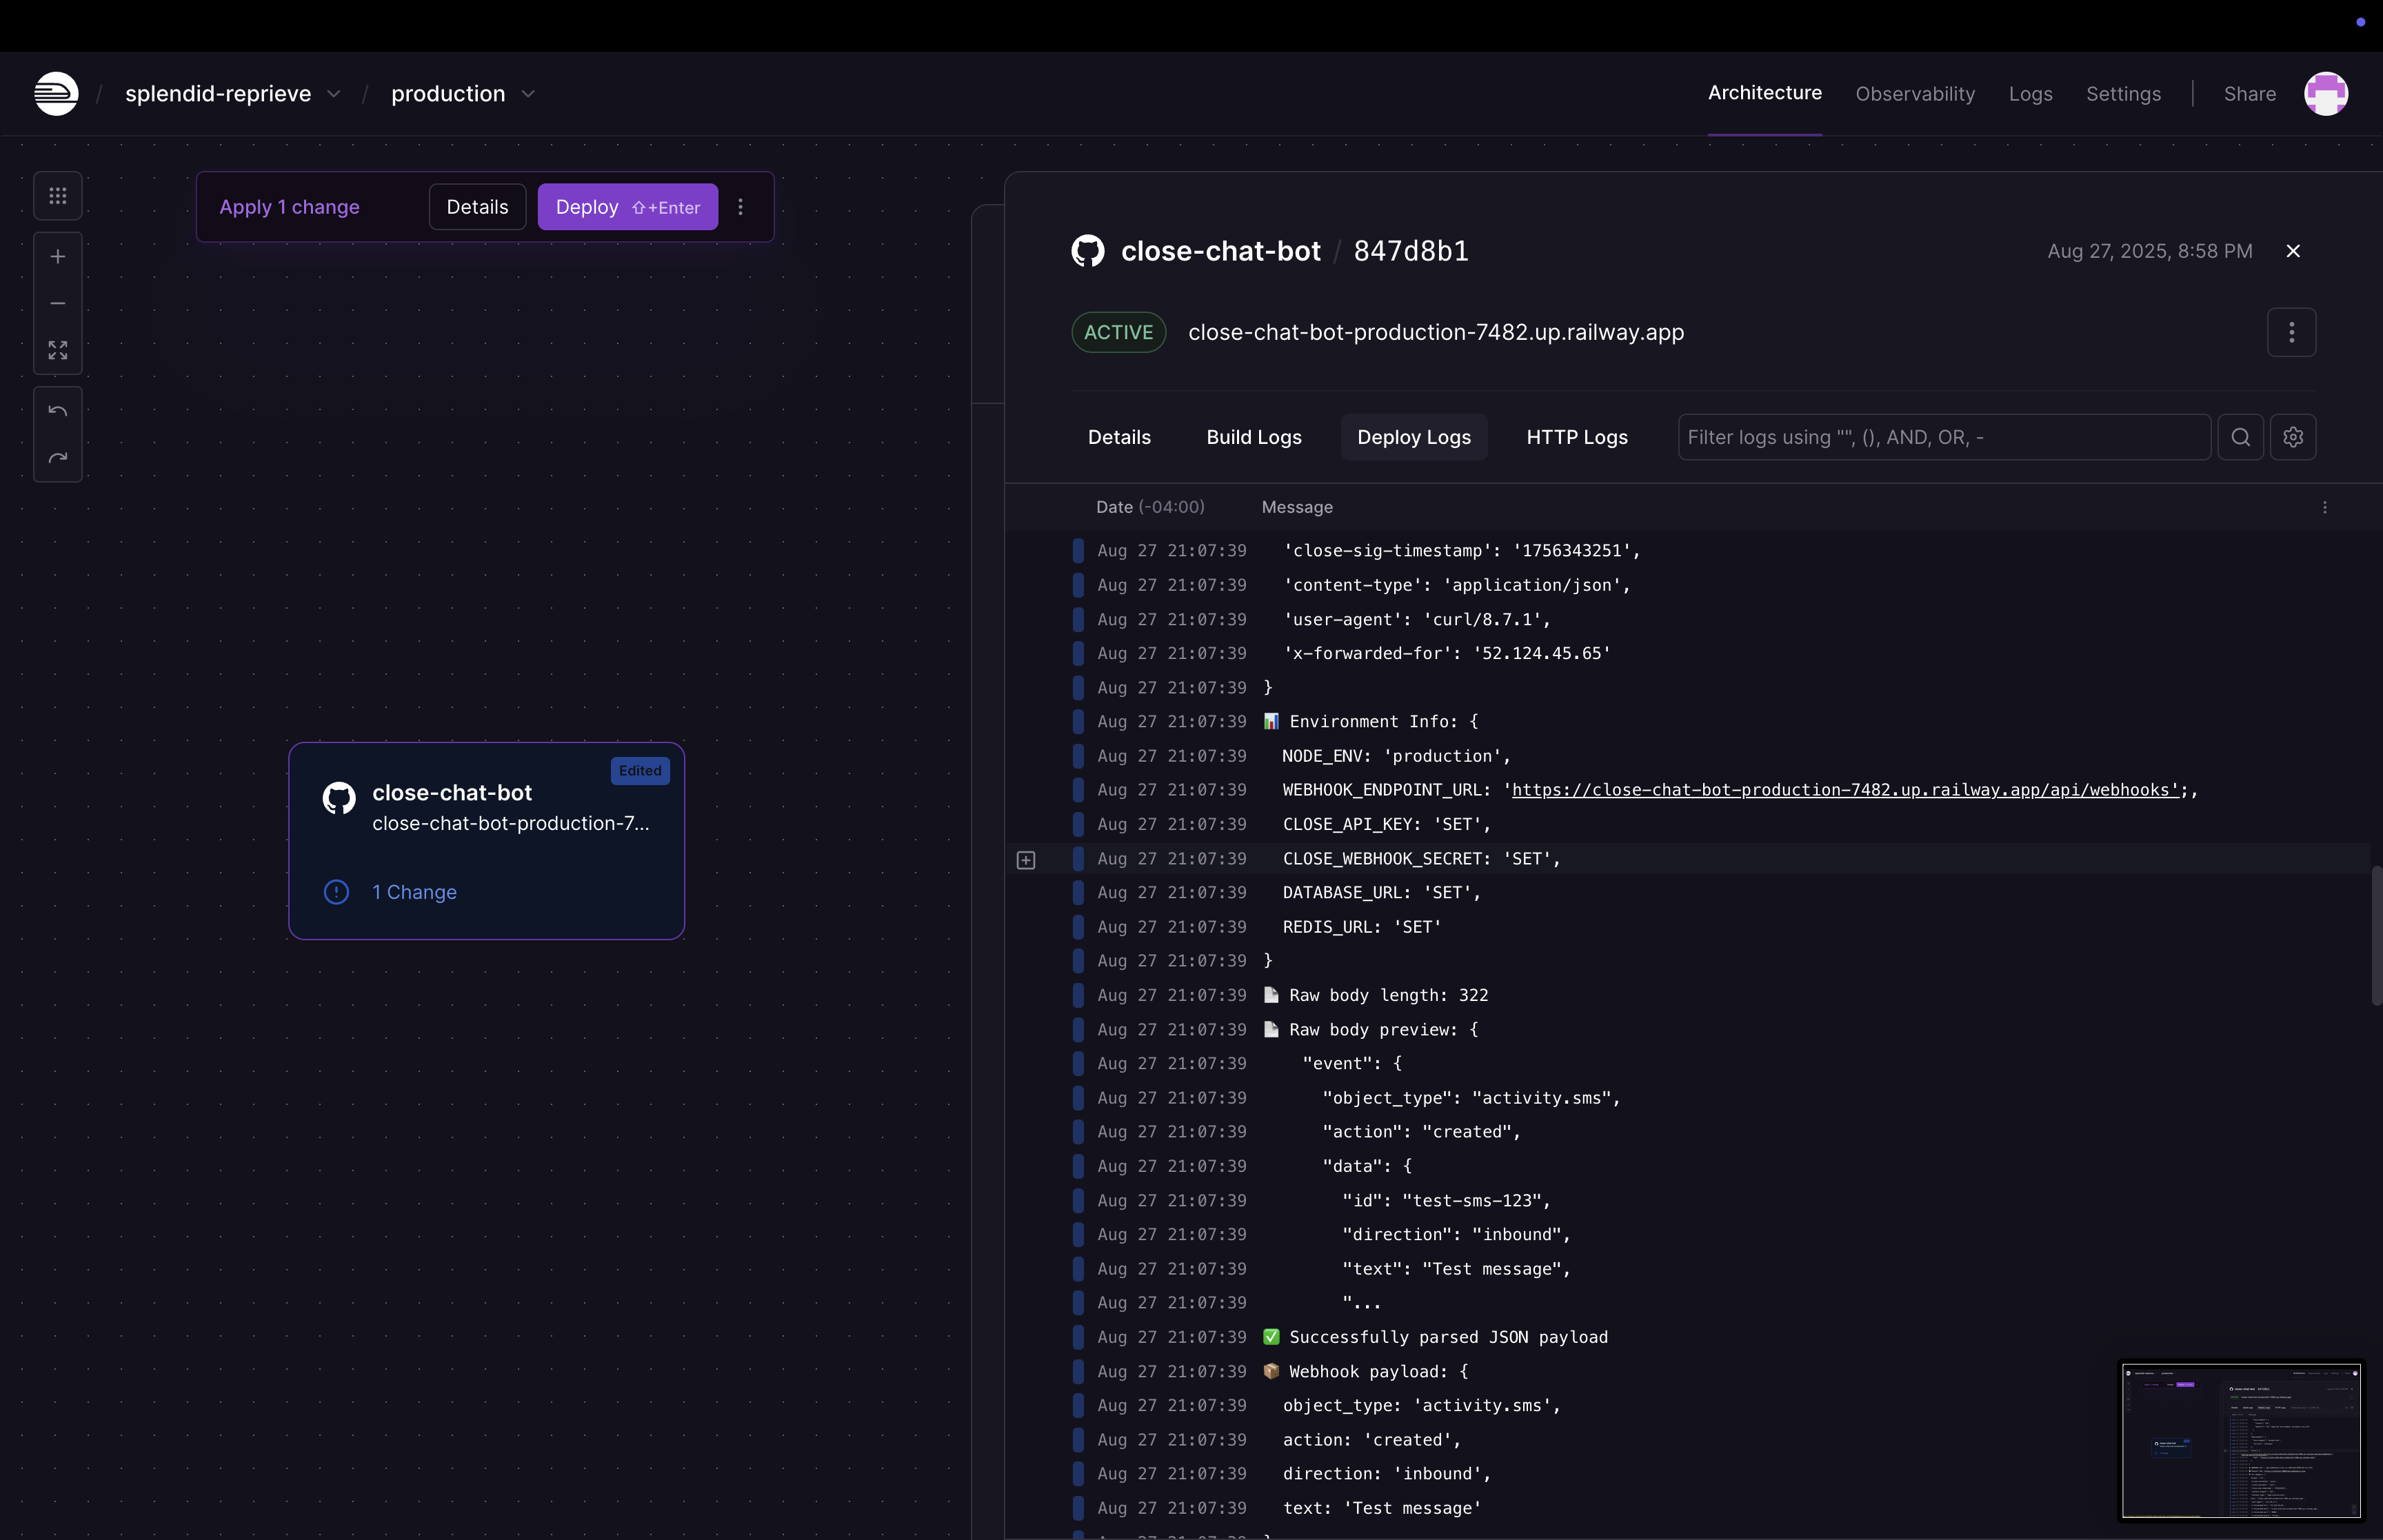 splendid-reprieve / production
Architecture Observability Logs Settings Share
Apply 1 change Details Deploy ⇧+Enter
close-chat-bot / 847d8b1 Aug 27, 2025, 8:58 PM
ACTIVE close-chat-bot-production-7482.up.railway.app
Details Build Logs Deploy Logs HTTP Logs Filter logs using "", (), AND, OR, -
Date (-04:00) Message
Aug 27 21:07:39 'close-sig-timestamp': '1756343251',
Aug 27 21:07:39 'content-type': 'application/json',
Aug 27 21:07:39 'user-agent': 'curl/8.7.1',
Aug 27 21:07:39 'x-forwarded-for': '52.124.45.65'
Aug 27 21:07:39 }
Aug 27 21:07:39 📊 Environment Info: {
Aug 27 21:07:39 NODE_ENV: 'production',
Aug 27 21:07:39 WEBHOOK_ENDPOINT_URL: 'https://close-chat-bot-production-7482.up.railway.app/api/webhooks';,
Aug 27 21:07:39 CLOSE_API_KEY: 'SET',
Aug 27 21:07:39 CLOSE_WEBHOOK_SECRET: 'SET',
Aug 27 21:07:39 DATABASE_URL: 'SET',
Aug 27 21:07:39 REDIS_URL: 'SET'
Aug 27 21:07:39 }
Aug 27 21:07:39 📄 Raw body length: 322
Aug 27 21:07:39 📄 Raw body preview: {
Aug 27 21:07:39 "event": {
Aug 27 21:07:39 "object_type": "activity.sms",
Aug 27 21:07:39 "action": "created",
Aug 27 21:07:39 "data": {
Aug 27 21:07:39 "id": "test-sms-123",
Aug 27 21:07:39 "direction": "inbound",
Aug 27 21:07:39 "text": "Test message",
Aug 27 21:07:39 "...
Aug 27 21:07:39 ✅ Successfully parsed JSON payload
Aug 27 21:07:39 📦 Webhook payload: {
Aug 27 21:07:39 object_type: 'activity.sms',
Aug 27 21:07:39 action: 'created',
Aug 27 21:07:39 direction: 'inbound',
Aug 27 21:07:39 text: 'Test message'
Edited
close-chat-bot
close-chat-bot-production-7...
1 Change